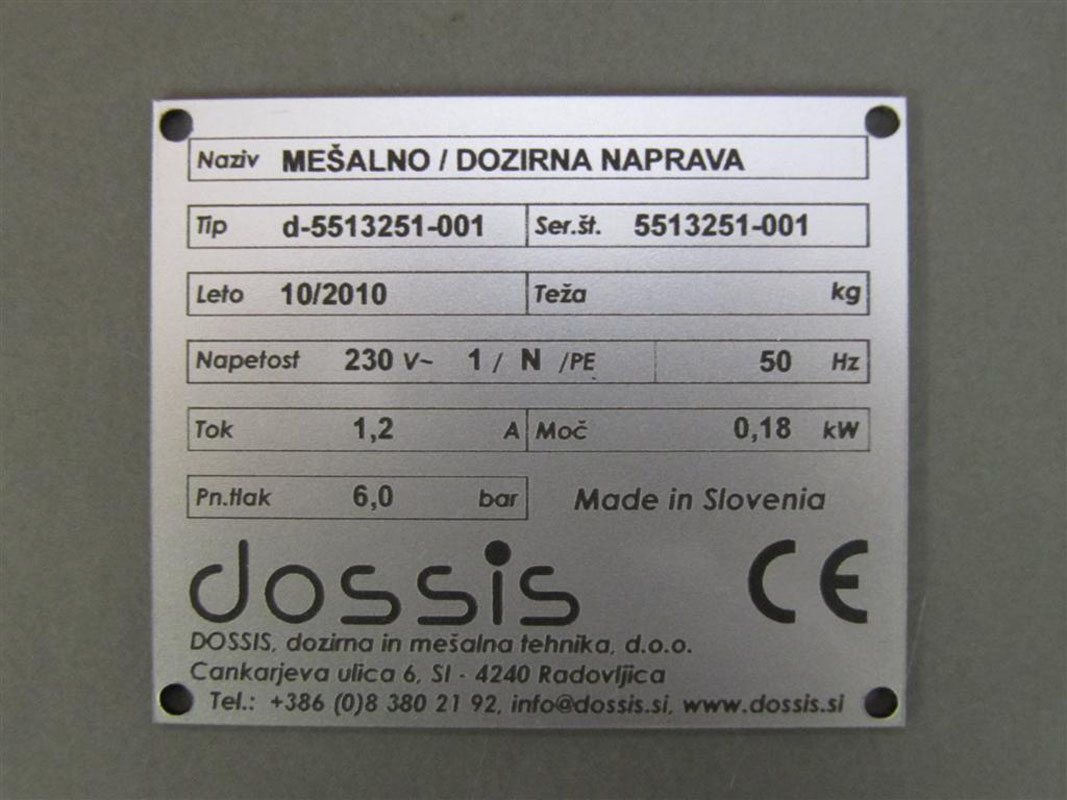 Naziv MEŠALNO / DOZIRNA NAPRAVA
Tip d-5513251-001 Ser.št. 5513251-001
Leto 10/2010 Teža kg
Napetost 230 V~ 1 / N /PE 50 Hz
Tok 1,2 A Moč 0,18 kW
Pn.tlak 6,0 bar Made in Slovenia
dossis CE
DOSSIS, dozirna in mešalna tehnika, d.o.o.
Cankarjeva ulica 6, SI - 4240 Radovljica
Tel.: +386 (0)8 380 21 92, info@dossis.si, www.dossis.si